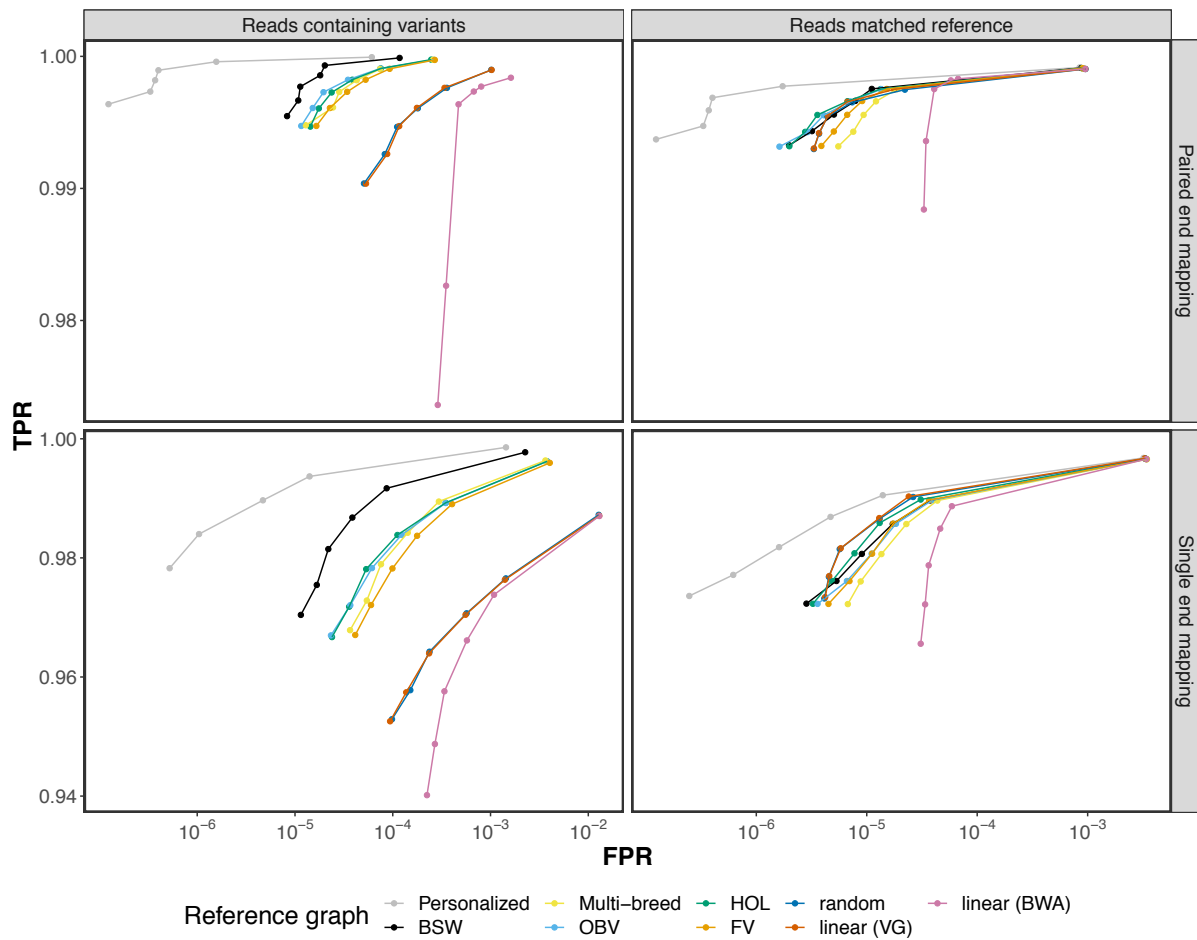 Reads containing variants
Reads matched reference
1.00
0.99
0.98
Paired end mapping
TPR
1.00
0.98
0.96
0.94
Single end mapping
10⁻⁶ 10⁻⁵ 10⁻⁴ 10⁻³ 10⁻²
10⁻⁶ 10⁻⁵ 10⁻⁴ 10⁻³
FPR
Reference graph
Personalized Multi−breed HOL random linear (BWA)
BSW OBV FV linear (VG)